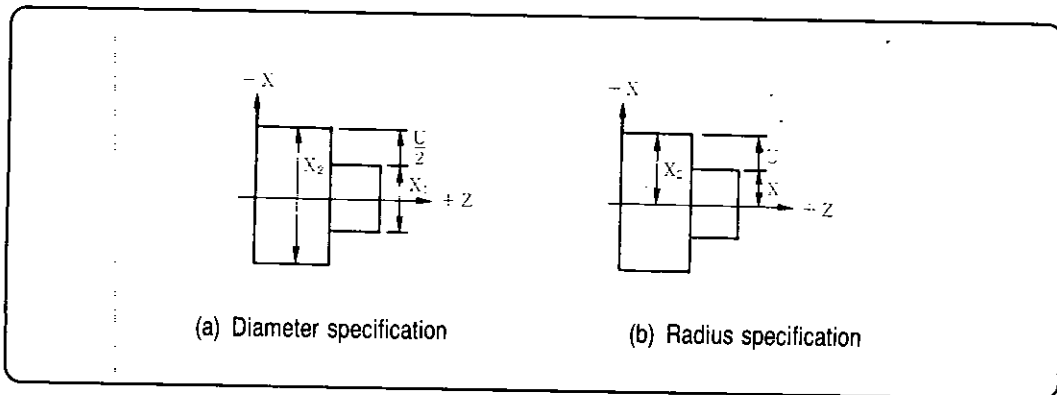 − X
U
2
X₂
X₁
+ Z
(a) Diameter specification
− X
U
X₂
X
+ Z
(b) Radius specification